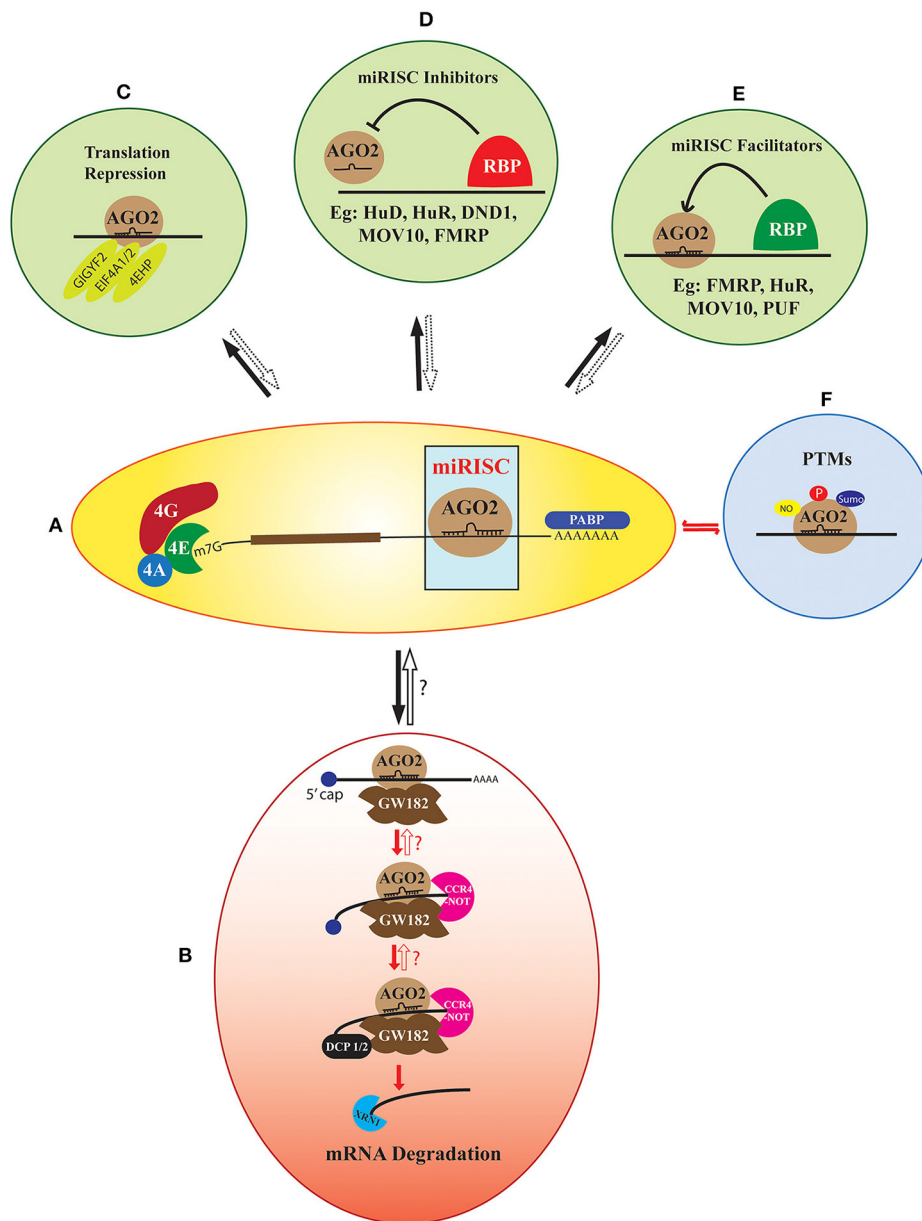 D
miRISC Inhibitors
AGO2
RBP
Eg: HuD, HuR, DND1,
MOV10, FMRP
C
Translation
Repression
AGO2
GIGYF2
EIF4A1/2
4EHP
E
miRISC Facilitators
AGO2
RBP
Eg: FMRP, HuR,
MOV10, PUF
F
PTMs
NO
P
Sumo
AGO2
A
4G
4E
4A
m7G
miRISC
AGO2
PABP
AAAAAAA
?
B
AGO2
5' cap
AAAA
GW182
?
AGO2
CCR4
-NOT
GW182
?
AGO2
CCR4
-NOT
GW182
DCP 1/2
XRN1
mRNA Degradation